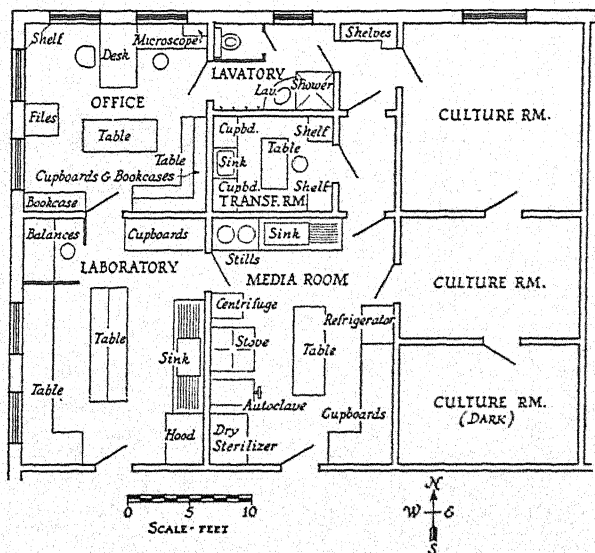 Shelf
Desk
Microscope
Shelves
LAVATORY
OFFICE
Lav.
Shower
Files
Table
CULTURE RM.
Cupbd.
Shelf
Table
Sink
Table
Cupboards & Bookcases
Cupbd.
Shelf
Bookcase
TRANSF. RM.
Balances
Cupboards
Sink
Stills
LABORATORY
MEDIA ROOM
CULTURE RM.
Centrifuge
Refrigerator
Table
Stove
Table
Sink
Table
Autoclave
Cupboards
CULTURE RM.
(DARK)
Hood
Dry
Sterilizer
0 5 10
SCALE - FEET
N
W E
S